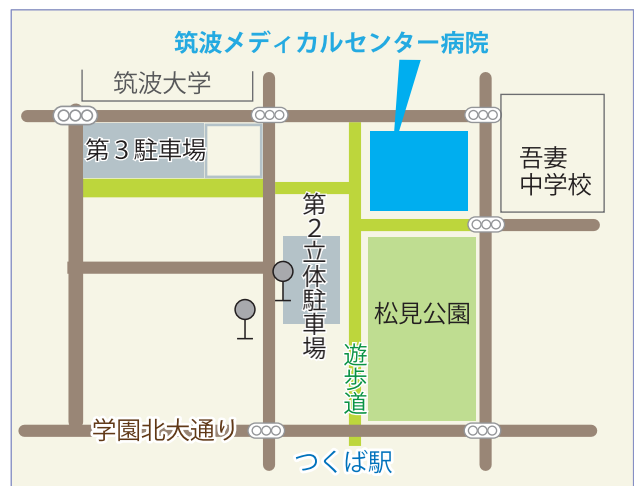 筑波メディカルセンター病院
筑波大学
第３駐車場
吾妻
中学校
第２立体駐車場
松見公園
遊歩道
学園北大通り
つくば駅